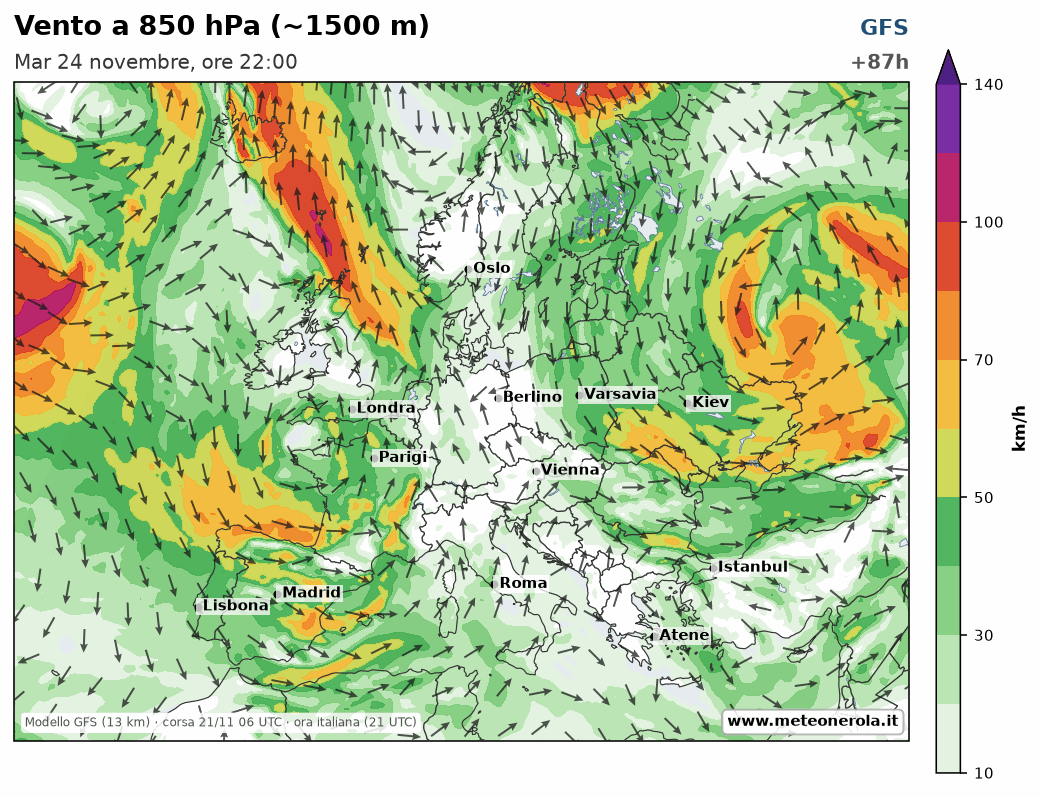 Vento a 850 hPa (~1500 m)
GFS
Mar 24 novembre, ore 22:00
+87h
140
100
70
50
30
10
km/h
Oslo
Londra
Berlino
Varsavia
Kiev
Parigi
Vienna
Istanbul
Roma
Madrid
Lisbona
Atene
Modello GFS (13 km) · corsa 21/11 06 UTC · ora italiana (21 UTC)
www.meteonerola.it